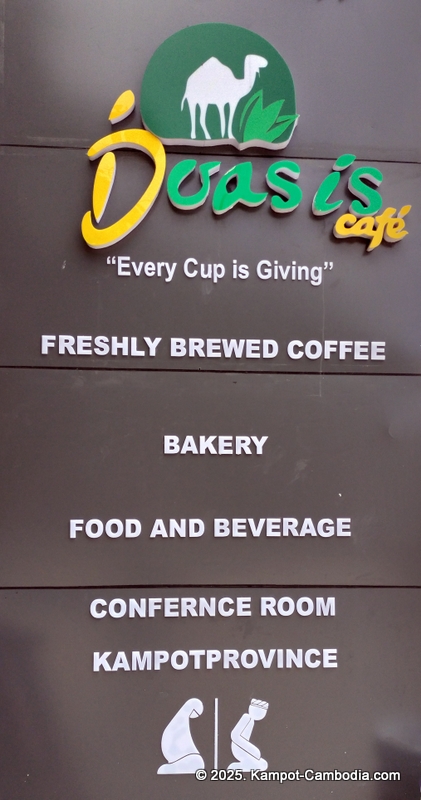 Doasis
café
“Every Cup is Giving”
FRESHLY BREWED COFFEE
BAKERY
FOOD AND BEVERAGE
CONFERNCE ROOM
KAMPOTPROVINCE
© 2025. Kampot-Cambodia.com